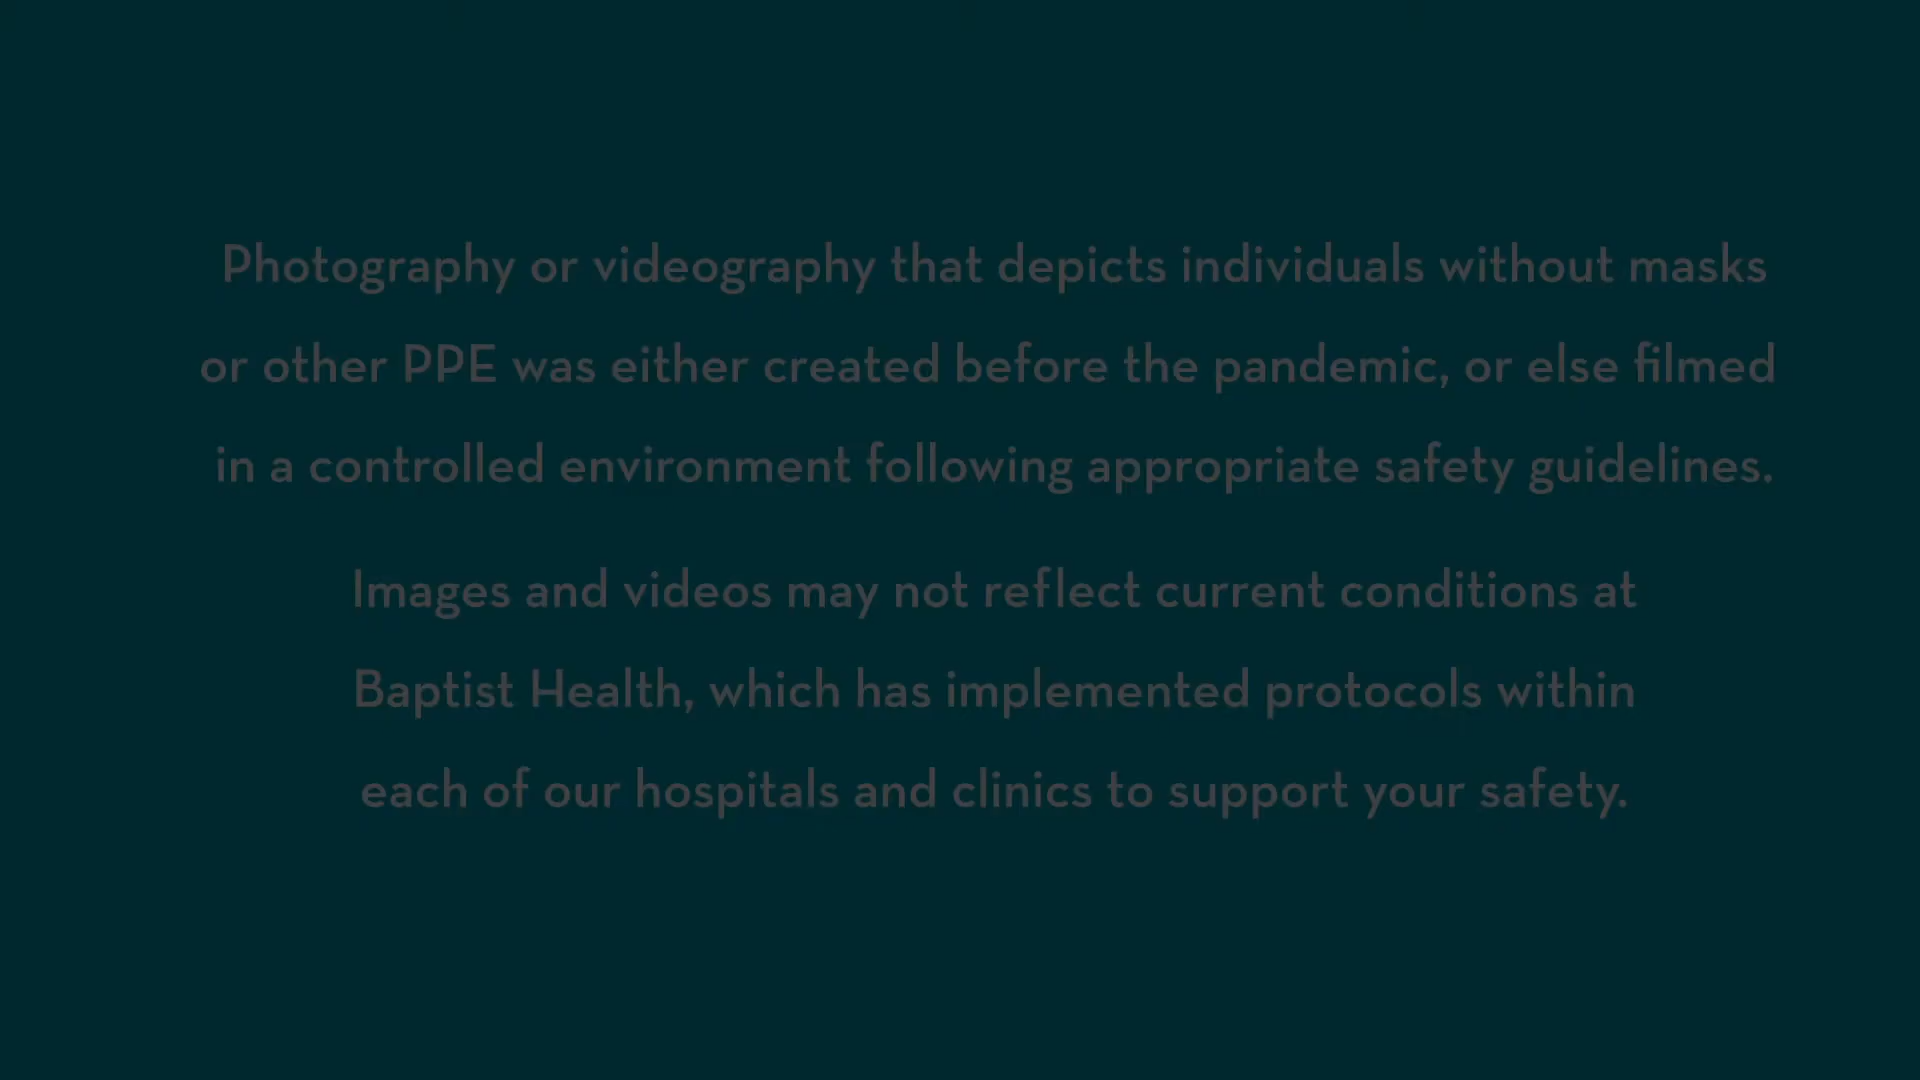 Photography or videography that depicts individuals without masks
or other PPE was either created before the pandemic, or else filmed
in a controlled environment following appropriate safety guidelines.
Images and videos may not reflect current conditions at
Baptist Health, which has implemented protocols within
each of our hospitals and clinics to support your safety.